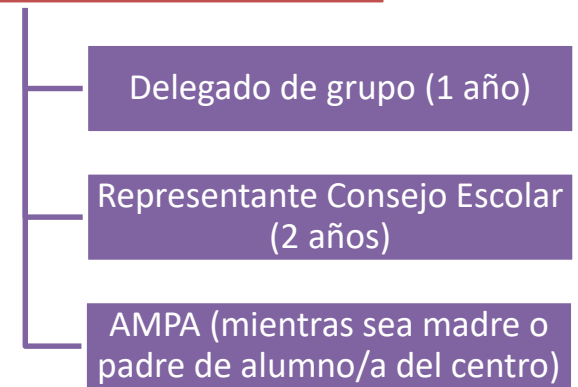 Delegado de grupo (1 año)
Representante Consejo Escolar
(2 años)
AMPA (mientras sea madre o
padre de alumno/a del centro)